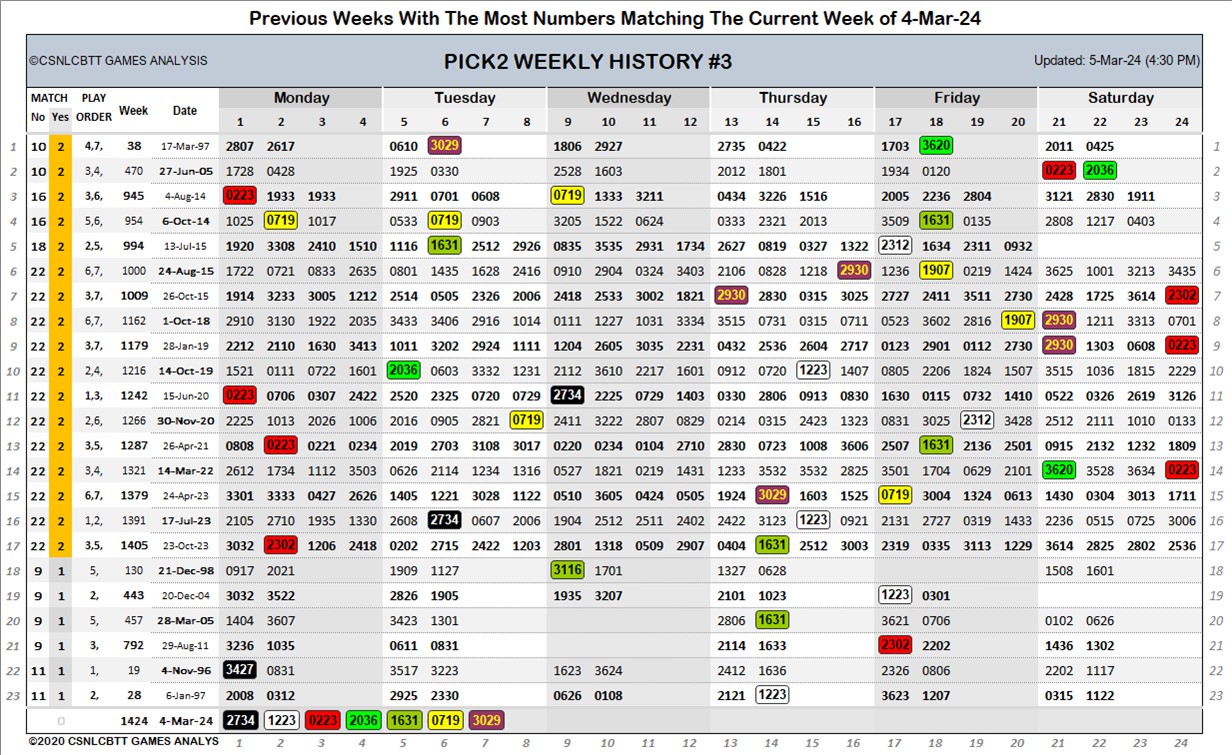 Previous Weeks With The Most Numbers Matching The Current Week of 4-Mar-24
©CSNLCBTT GAMES ANALYSIS PICK2 WEEKLY HISTORY #3 Updated: 5-Mar-24 (4:30 PM)
MATCH PLAY Week Date Monday Tuesday Wednesday Thursday Friday Saturday
No Yes ORDER 1 2 3 4 5 6 7 8 9 10 11 12 13 14 15 16 17 18 19 20 21 22 23 24
1 10 2 4,7, 38 17-Mar-97 2807 2617 0610 3029 1806 2927 2735 0422 1703 3620 2011 0425 1
2 10 2 3,4, 470 27-Jun-05 1728 0428 1925 0330 2528 1603 2012 1801 1934 0120 0223 2036 2
3 16 2 3,6, 945 4-Aug-14 0223 1933 1933 2911 0701 0608 0719 1333 3211 0434 3226 1516 2005 2236 2804 3121 2830 1911 3
4 16 2 5,6, 954 6-Oct-14 1025 0719 1017 0533 0719 0903 3205 1522 0624 0333 2321 2013 3509 1631 0135 2808 1217 0403 4
5 18 2 2,5, 994 13-Jul-15 1920 3308 2410 1510 1116 1631 2512 2926 0835 3535 2931 1734 2627 0819 0327 1322 2312 1634 2311 0932 5
6 22 2 6,7, 1000 24-Aug-15 1722 0721 0833 2635 0801 1435 1628 2416 0910 2904 0324 3403 2106 0828 1218 2930 1236 1907 0219 1424 3625 1001 3213 3435 6
7 22 2 3,7, 1009 26-Oct-15 1914 3233 3005 1212 2514 0505 0326 2006 2418 2533 3002 1821 2930 2830 0315 3025 2727 2411 3511 2730 2428 1725 3614 2302 7
8 22 2 6,7, 1162 1-Oct-18 2910 3130 1922 2035 3433 3406 2916 1014 0111 1227 1031 3334 3515 0731 0315 0711 0523 3602 2816 1907 2930 1211 3313 0701 8
9 22 2 3,7, 1179 28-Jan-19 2212 2110 1630 3413 1011 3202 2924 1111 1204 2605 3035 2231 0432 2536 2604 2717 0123 2901 0112 2730 2930 1303 0608 0223 9
10 22 2 2,4, 1216 14-Oct-19 1521 0111 0722 1601 2036 0603 3332 1231 2112 3610 2217 1601 0912 0720 1223 1407 0805 2206 1824 1507 3515 1036 1815 2229 10
11 22 2 1,3, 1242 15-Jun-20 0223 0706 0307 2422 2520 2325 0720 0729 2734 2225 0729 1403 0330 2806 0913 0830 1630 0115 0732 1410 0522 0326 2619 3126 11
12 22 2 2,6, 1266 30-Nov-20 2225 1013 2026 1006 2016 0905 2821 0719 2411 3222 2807 0829 0214 0315 2423 1323 0831 3025 2312 3428 2512 2111 1010 0133 12
13 22 2 3,5, 1287 26-Apr-21 0808 0223 0221 0234 2019 2703 3108 3017 0220 0234 0104 2710 3330 0723 1008 3606 2507 1631 2136 2501 0915 2132 1232 1809 13
14 22 2 3,4, 1321 14-Mar-22 2612 1734 1112 3503 0626 2114 1234 1316 0527 1821 0219 1431 1233 3532 3532 2825 3501 1704 0629 2101 3620 3528 3634 0223 14
15 22 2 6,7, 1379 24-Apr-23 3301 3333 0427 2626 1405 1221 3028 1122 0510 3605 0424 0505 1924 3029 1603 1525 0719 3004 1324 0613 1430 0304 3013 1711 15
16 22 2 1,2, 1391 17-Jul-23 2105 2710 1935 1330 2608 2734 0607 2006 1904 2512 2511 2402 2422 3123 1223 0921 2131 2727 0319 1433 2236 0515 0725 3006 16
17 22 2 3,5, 1405 23-Oct-23 3032 2302 1206 2418 0202 2715 2422 1203 2801 1318 0509 2907 0404 1631 2512 3003 2319 0335 3113 1229 3614 2825 2802 2536 17
18 9 1 5, 130 21-Dec-98 0917 2021 1909 1127 3116 1701 1327 0628 1508 1601 18
19 9 1 2, 443 20-Dec-04 3032 3522 2826 1905 1935 3207 2101 1023 1223 0301 19
20 9 1 5, 457 28-Mar-05 1404 3607 3423 1301 2806 1631 3621 0706 0102 0626 20
21 9 1 3, 792 29-Aug-11 3236 1035 0611 0831 2114 1633 2302 2202 1436 1302 21
22 11 1 1, 19 4-Nov-96 3427 0831 3517 3223 1623 3624 2412 1636 2326 0806 2202 1117 22
23 11 1 2, 28 6-Jan-97 2008 0312 2925 2330 0626 0108 2121 1223 3623 1207 0315 1122 23
0 1424 4-Mar-24 2734 1223 0223 2036 1631 0719 3029
©2020 CSNLCBTT GAMES ANALYS 1 2 3 4 5 6 7 8 9 10 11 12 13 14 15 16 17 18 19 20 21 22 23 24